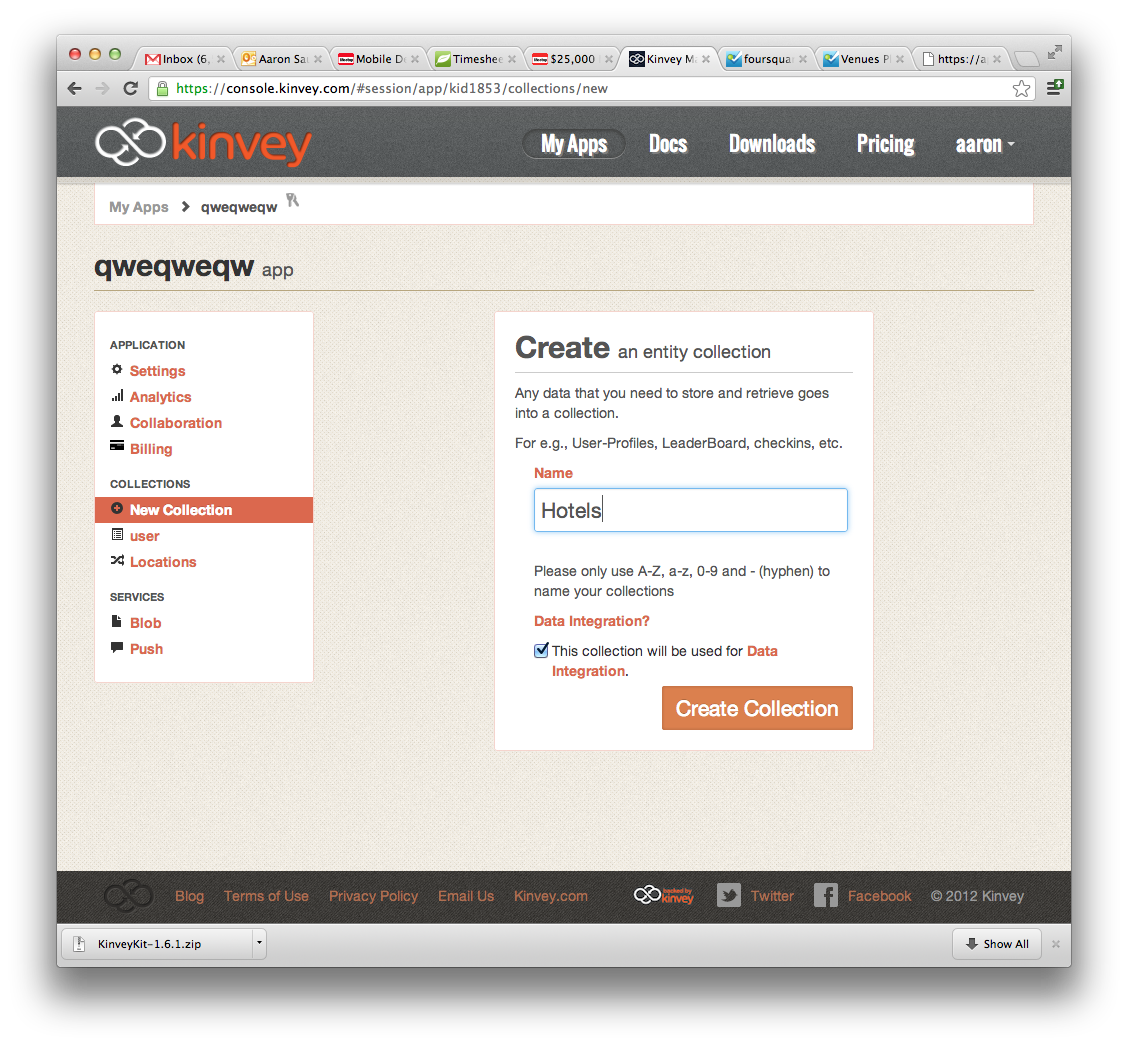 Inbox (6,
Aaron Sa
Mobile D
Timeshee
$25,000
Kinvey M
foursqua
Venues Pl
https://a
https://console.kinvey.com/#session/app/kid1853/collections/new
kinvey
My Apps
Docs
Downloads
Pricing
aaron
My Apps
qweqweqw
qweqweqw app
APPLICATION
Settings
Analytics
Collaboration
Billing
COLLECTIONS
New Collection
user
Locations
SERVICES
Blob
Push
Create an entity collection
Any data that you need to store and retrieve goes
into a collection.
For e.g., User-Profiles, LeaderBoard, checkins, etc.
Name
Hotels
Please only use A-Z, a-z, 0-9 and - (hyphen) to
name your collections
Data Integration?
This collection will be used for Data
Integration.
Create Collection
Blog
Terms of Use
Privacy Policy
Email Us
Kinvey.com
backed by
kinvey
Twitter
Facebook
© 2012 Kinvey
KinveyKit-1.6.1.zip
Show All